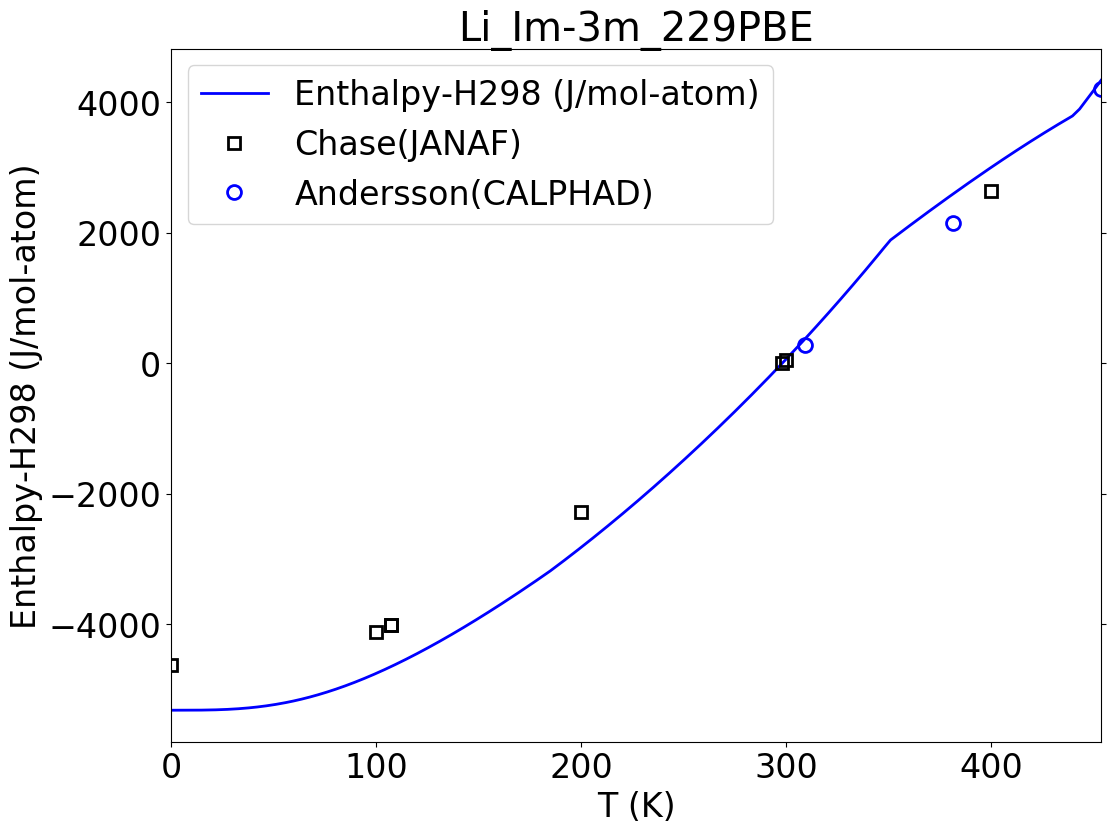 Li_Im-3m_229PBE
Enthalpy-H298 (J/mol-atom)
Chase(JANAF)
Andersson(CALPHAD)
Enthalpy-H298 (J/mol-atom)
4000
2000
0
−2000
−4000
0
100
200
300
400
T (K)